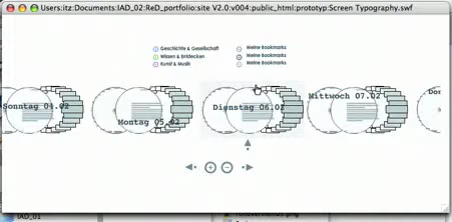 Users:itz:Documents:IAD_02:ReD_portfolio:site V2.0:v004:public_html:prototyp:Screen Typography.swf
Geschichte & Gesellschaft
Wissen & BilDeden
Kunst & Musik
Meine Bookmarks
Meine Bookmarks
Meine Bookmarks
Sonntag 04.02
Montag 05.02
Dienstag 06.02
Mittwoch 07.02
Don
IAD_01